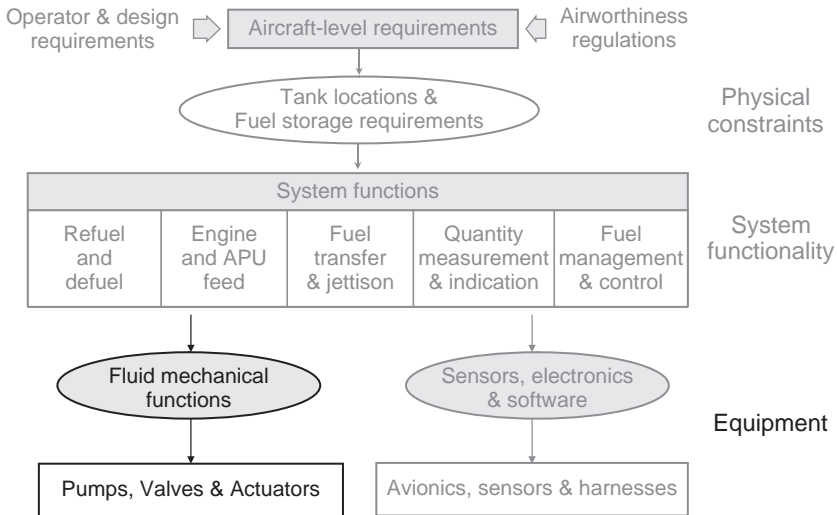 Operator & design
requirements
Aircraft-level requirements
Airworthiness
regulations
Tank locations &
Fuel storage requirements
Physical
constraints
System functions
Refuel
and
defuel
Engine
and APU
feed
Fuel
transfer
& jettison
Quantity
measurement
& indication
Fuel
management
& control
System
functionality
Fluid mechanical
functions
Sensors, electronics
& software
Equipment
Pumps, Valves & Actuators
Avionics, sensors & harnesses